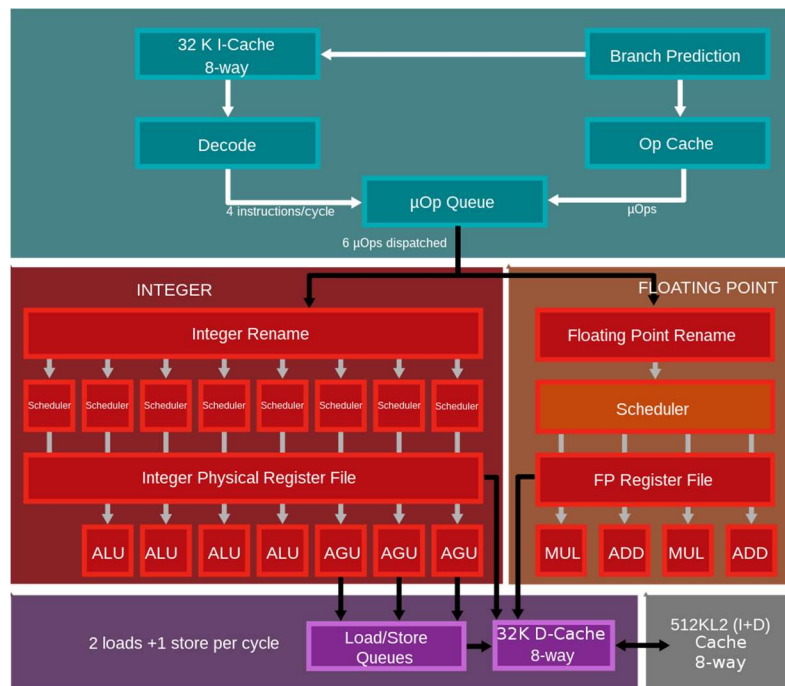 32 K I-Cache
8-way
Branch Prediction
Decode
Op Cache
µOp Queue
4 instructions/cycle
µOps
6 µOps dispatched
INTEGER
FLOATING POINT
Integer Rename
Floating Point Rename
Scheduler
Scheduler
Scheduler
Scheduler
Scheduler
Scheduler
Scheduler
Scheduler
Scheduler
Integer Physical Register File
FP Register File
ALU
ALU
ALU
ALU
AGU
AGU
AGU
MUL
ADD
MUL
ADD
2 loads +1 store per cycle
Load/Store
Queues
32K D-Cache
8-way
512KL2 (I+D)
Cache
8-way